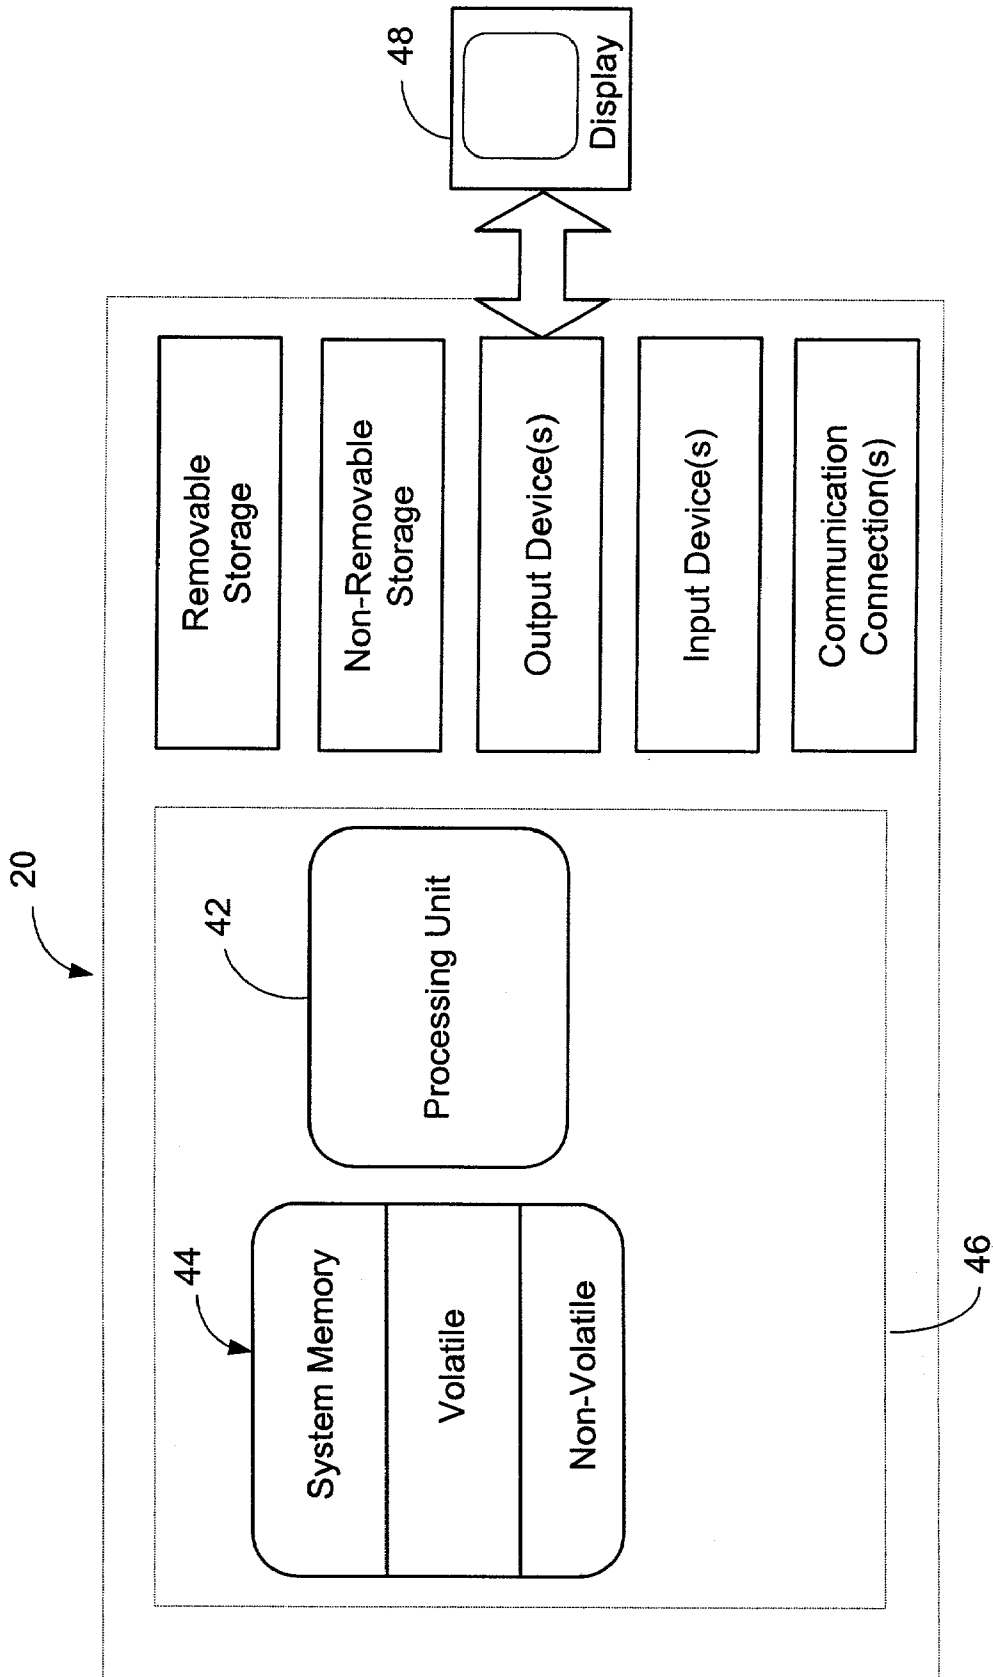 20
44
System Memory
Volatile
Non-Volatile
42
Processing Unit
46
Removable
Storage
Non-Removable
Storage
Output Device(s)
Input Device(s)
Communication
Connection(s)
48
Display